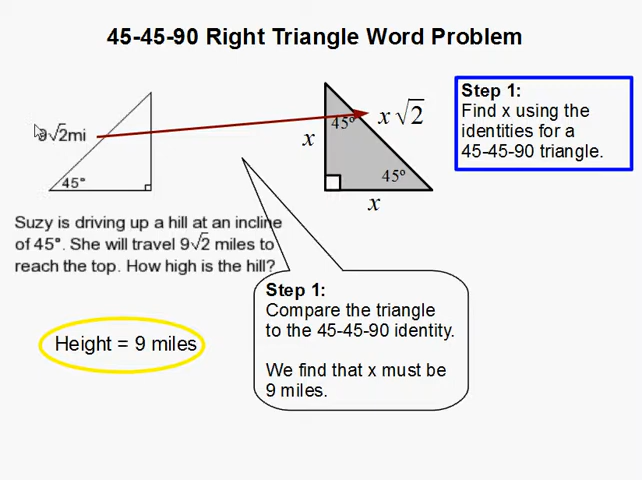 45-45-90 Right Triangle Word Problem
9√2mi
45°
45°
x√2
x
45°
x
Step 1:
Find x using the
identities for a
45-45-90 triangle.
Suzy is driving up a hill at an incline
of 45°. She will travel 9√2 miles to
reach the top. How high is the hill?
Step 1:
Compare the triangle
to the 45-45-90 identity.
We find that x must be
9 miles.
Height = 9 miles